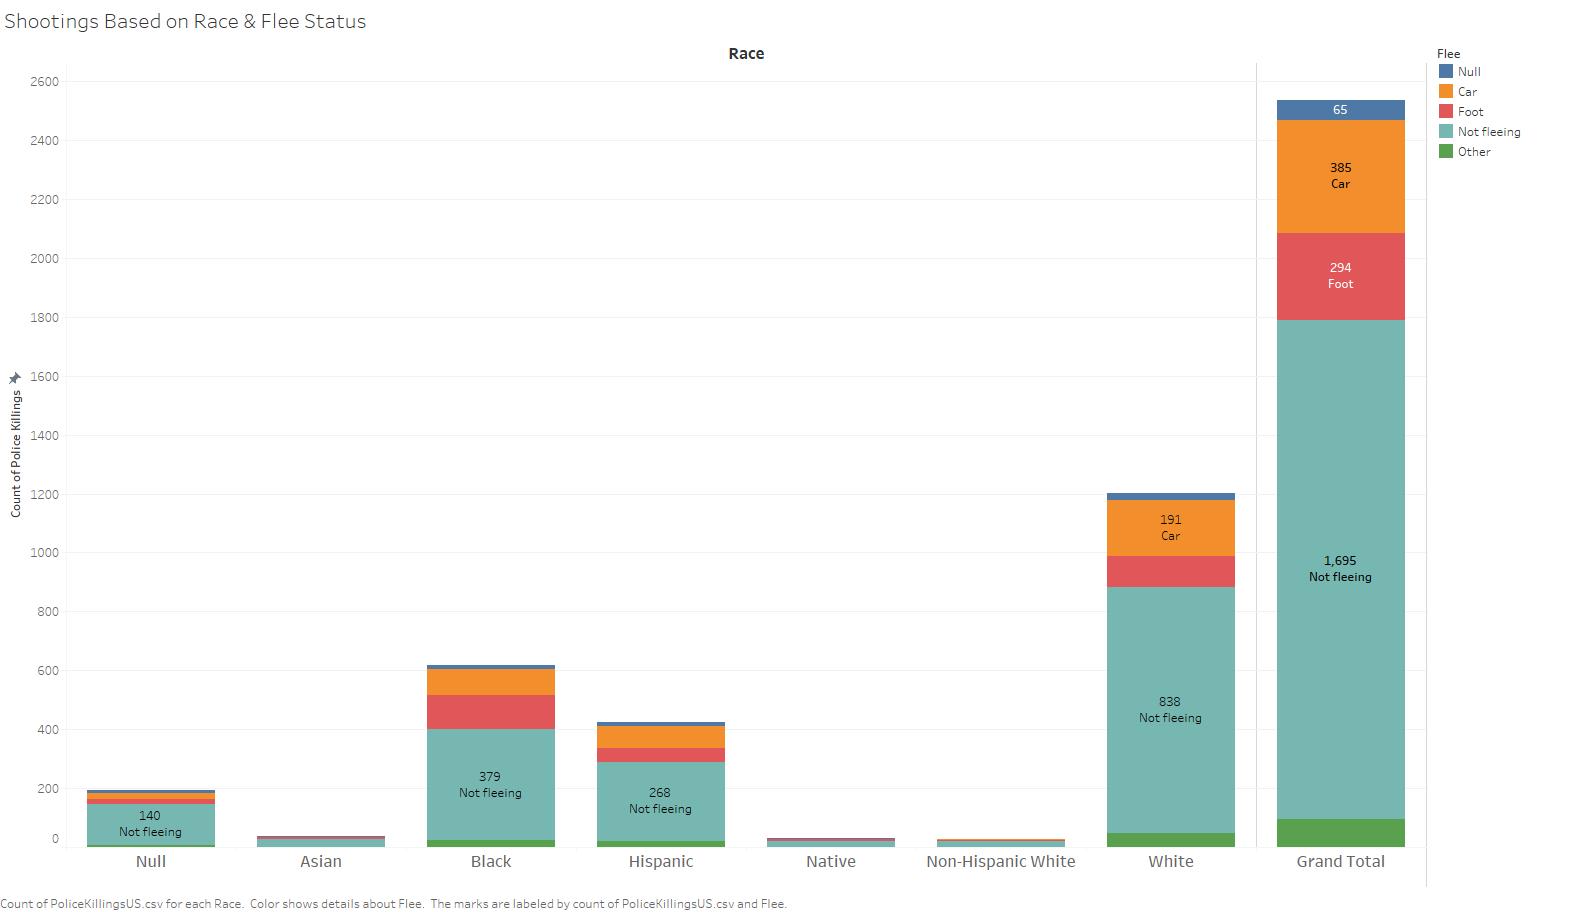 Shootings Based on Race & Flee Status
Race
Flee
Null
Car
Foot
Not fleeing
Other
Count of Police Killings
2600
2400
2200
2000
1800
1600
1400
1200
1000
800
600
400
200
0
140
Not fleeing
379
Not fleeing
268
Not fleeing
191
Car
838
Not fleeing
65
385
Car
294
Foot
1,695
Not fleeing
Null
Asian
Black
Hispanic
Native
Non-Hispanic White
White
Grand Total
Count of PoliceKillingsUS.csv for each Race. Color shows details about Flee. The marks are labeled by count of PoliceKillingsUS.csv and Flee.